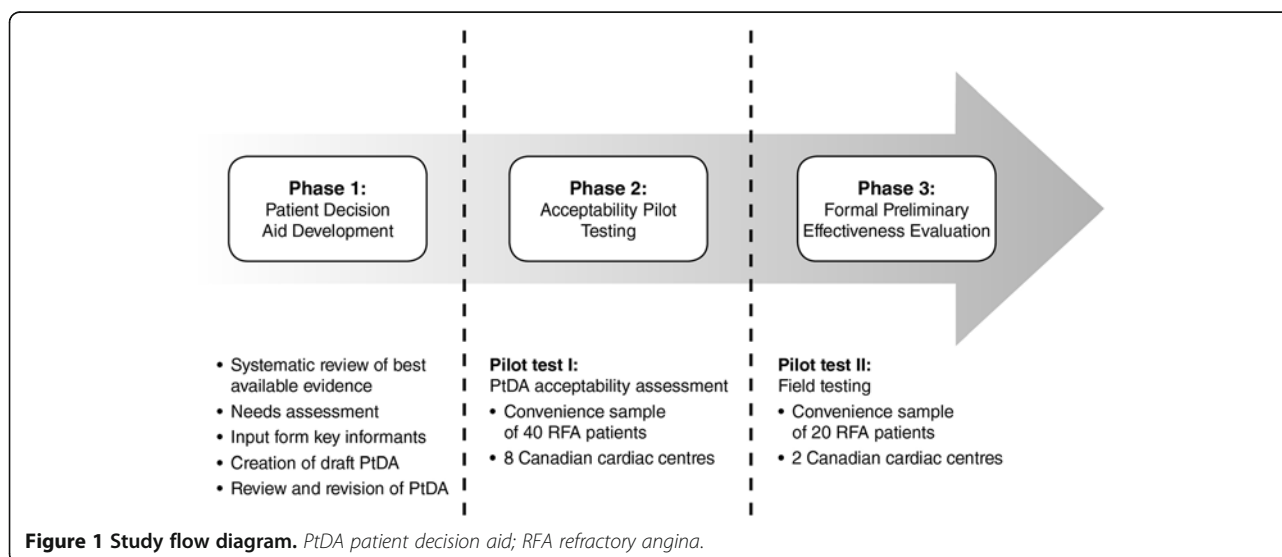 Phase 1:
Patient Decision
Aid Development
Phase 2:
Acceptability Pilot
Testing
Phase 3:
Formal Preliminary
Effectiveness Evaluation
• Systematic review of best
available evidence
• Needs assessment
• Input form key informants
• Creation of draft PtDA
• Review and revision of PtDA
Pilot test I:
PtDA acceptability assessment
• Convenience sample
of 40 RFA patients
• 8 Canadian cardiac centres
Pilot test II:
Field testing
• Convenience sample
of 20 RFA patients
• 2 Canadian cardiac centres
Figure 1 Study flow diagram. PtDA patient decision aid; RFA refractory angina.